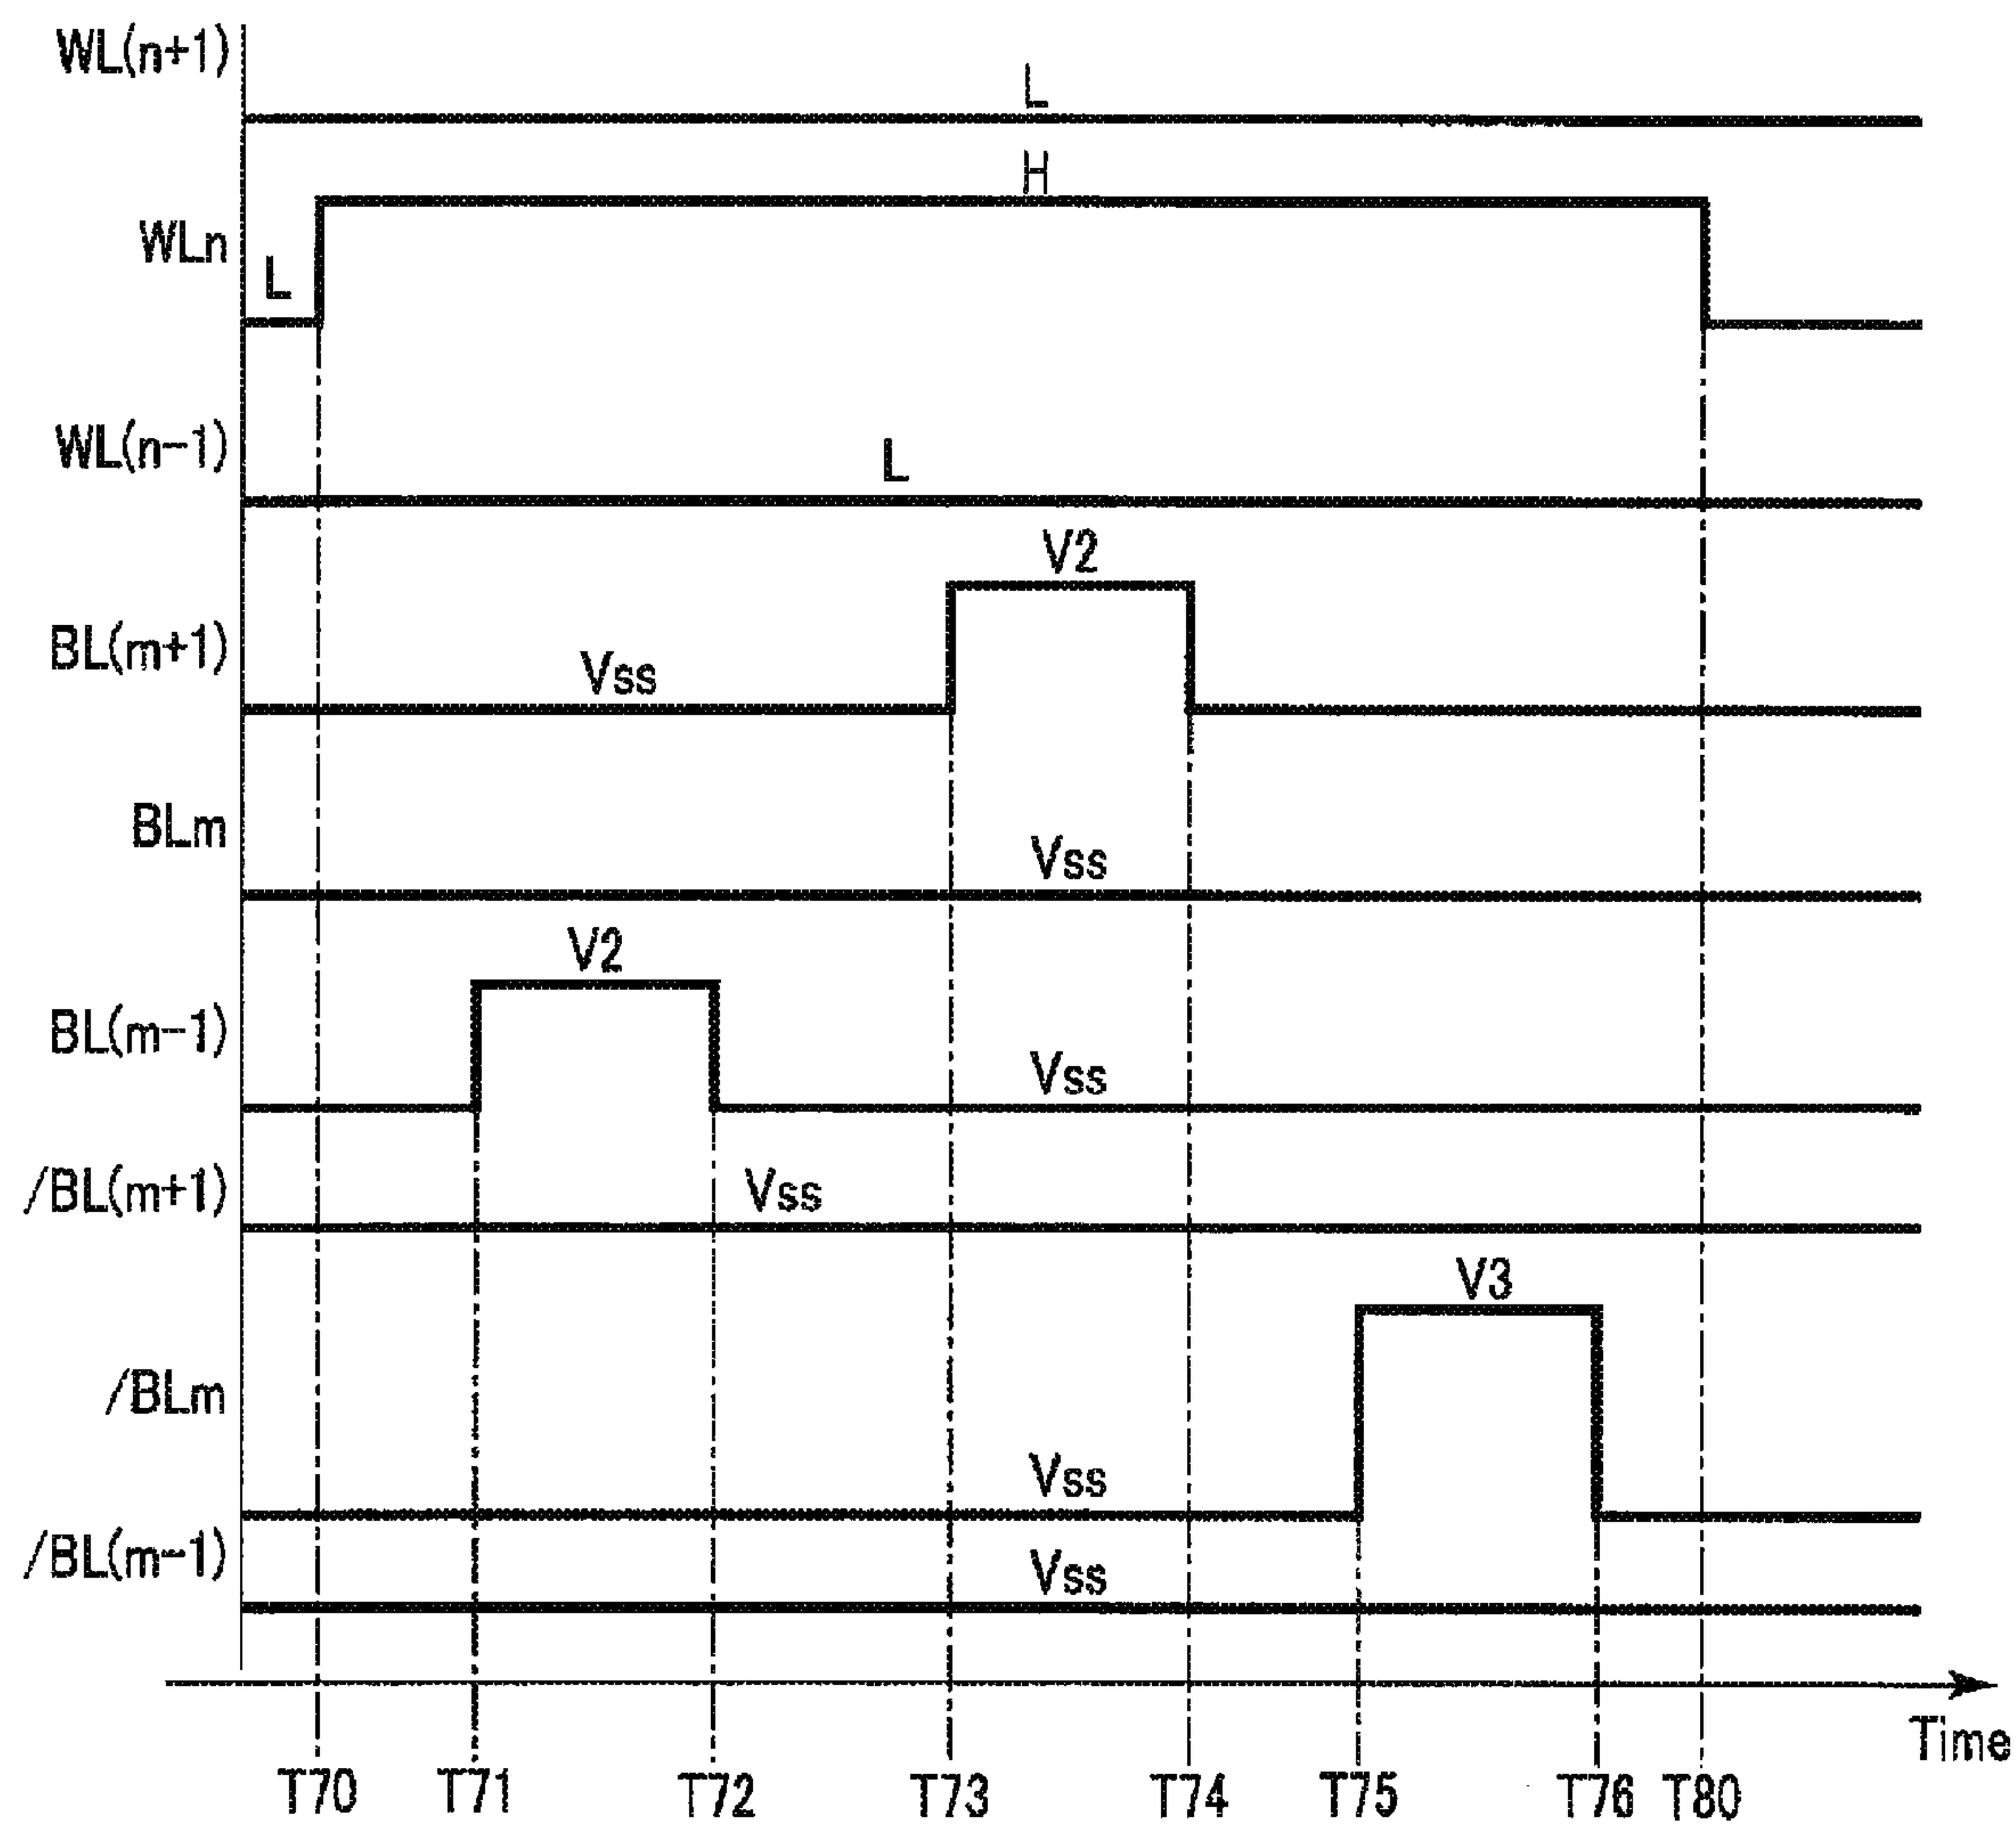 WL(n+1)
L
H
WLn
L
WL(n-1)
L
V2
BL(m+1)
Vss
BLm
Vss
V2
BL(m-1)
Vss
/BL(m+1)
Vss
V3
/BLm
Vss
/BL(m-1)
Vss
Time
T70 T71 T72 T73 T74 T75 T76 T80